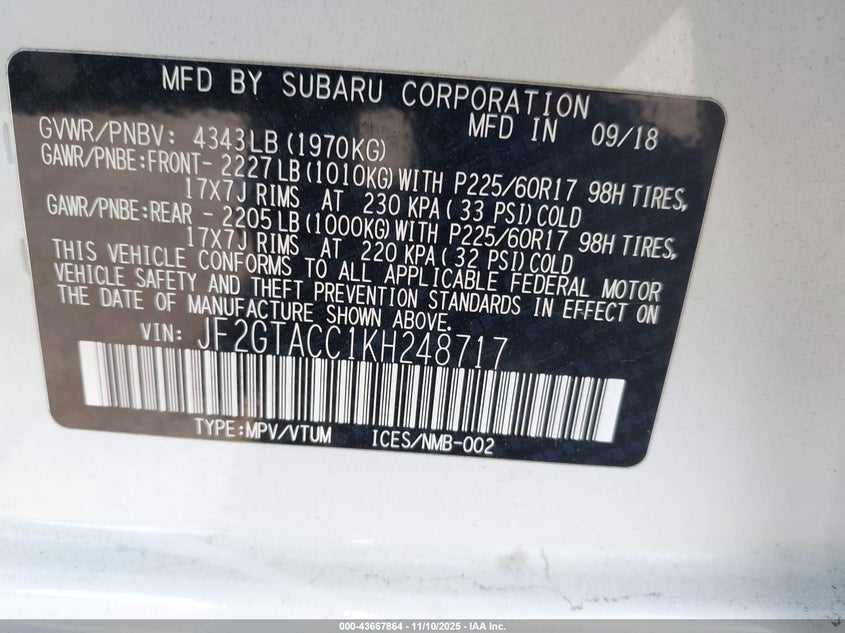 MFD BY SUBARU CORPORATION
MFD IN 09/18
GVWR/PNBV: 4343LB (1970KG)
GAWR/PNBE:FRONT- 2227LB (1010KG) WITH P225/60R17 98H TIRES,
17X7J RIMS AT 230 KPA ( 33 PSI) COLD
GAWR/PNBE:REAR - 2205LB (1000KG) WITH P225/60R17 98H TIRES,
17X7J RIMS AT 220 KPA ( 32 PSI) COLD
THIS VEHICLE CONFORMS TO ALL APPLICABLE FEDERAL MOTOR
VEHICLE SAFETY AND THEFT PREVENTION STANDARDS IN EFFECT ON
THE DATE OF MANUFACTURE SHOWN ABOVE.
VIN: JF2GTACC1KH248717
TYPE:MPV/VTUM ICES/NMB-002
000-43667864 — 11/10/2025 — IAA Inc.